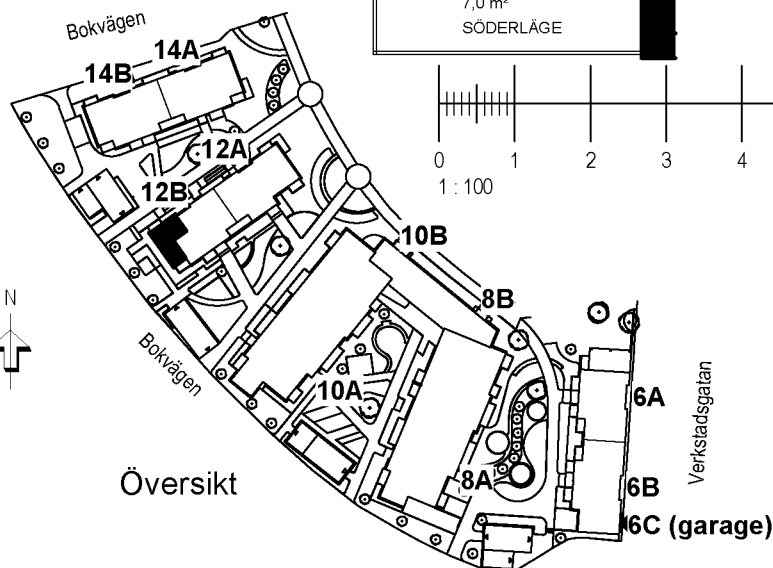 7,0 m²
SÖDERLÄGE
Bokvägen
14A
14B
0 1 2 3 4
1 : 100
12A
12B
10B
N
8B
Bokvägen
10A
6A
Verkstadsgatan
Översikt
8A
6B
6C (garage)